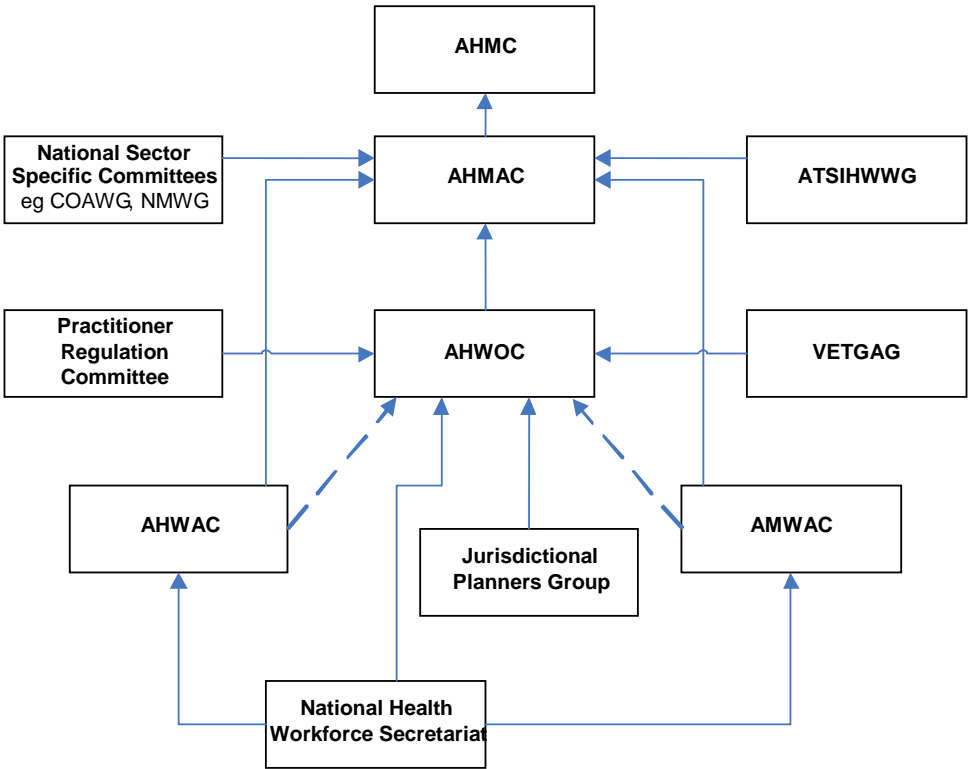 AHMC
National Sector
Specific Committees
eg COAWG, NMWG
AHMAC
ATSIHWWG
Practitioner
Regulation
Committee
AHWOC
VETGAG
AHWAC
Jurisdictional
Planners Group
AMWAC
National Health
Workforce Secretariat